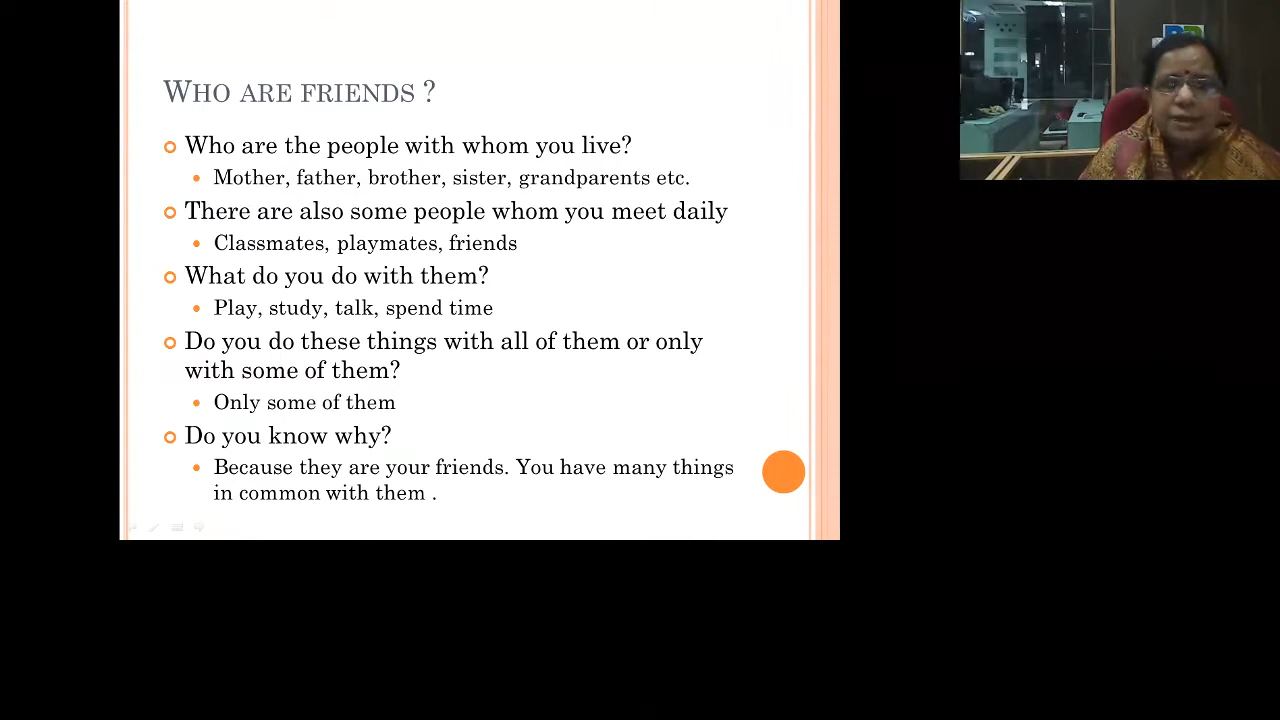 WHO ARE FRIENDS ?
Who are the people with whom you live?
Mother, father, brother, sister, grandparents etc.
There are also some people whom you meet daily
Classmates, playmates, friends
What do you do with them?
Play, study, talk, spend time
Do you do these things with all of them or only
with some of them?
Only some of them
Do you know why?
Because they are your friends. You have many things
in common with them .